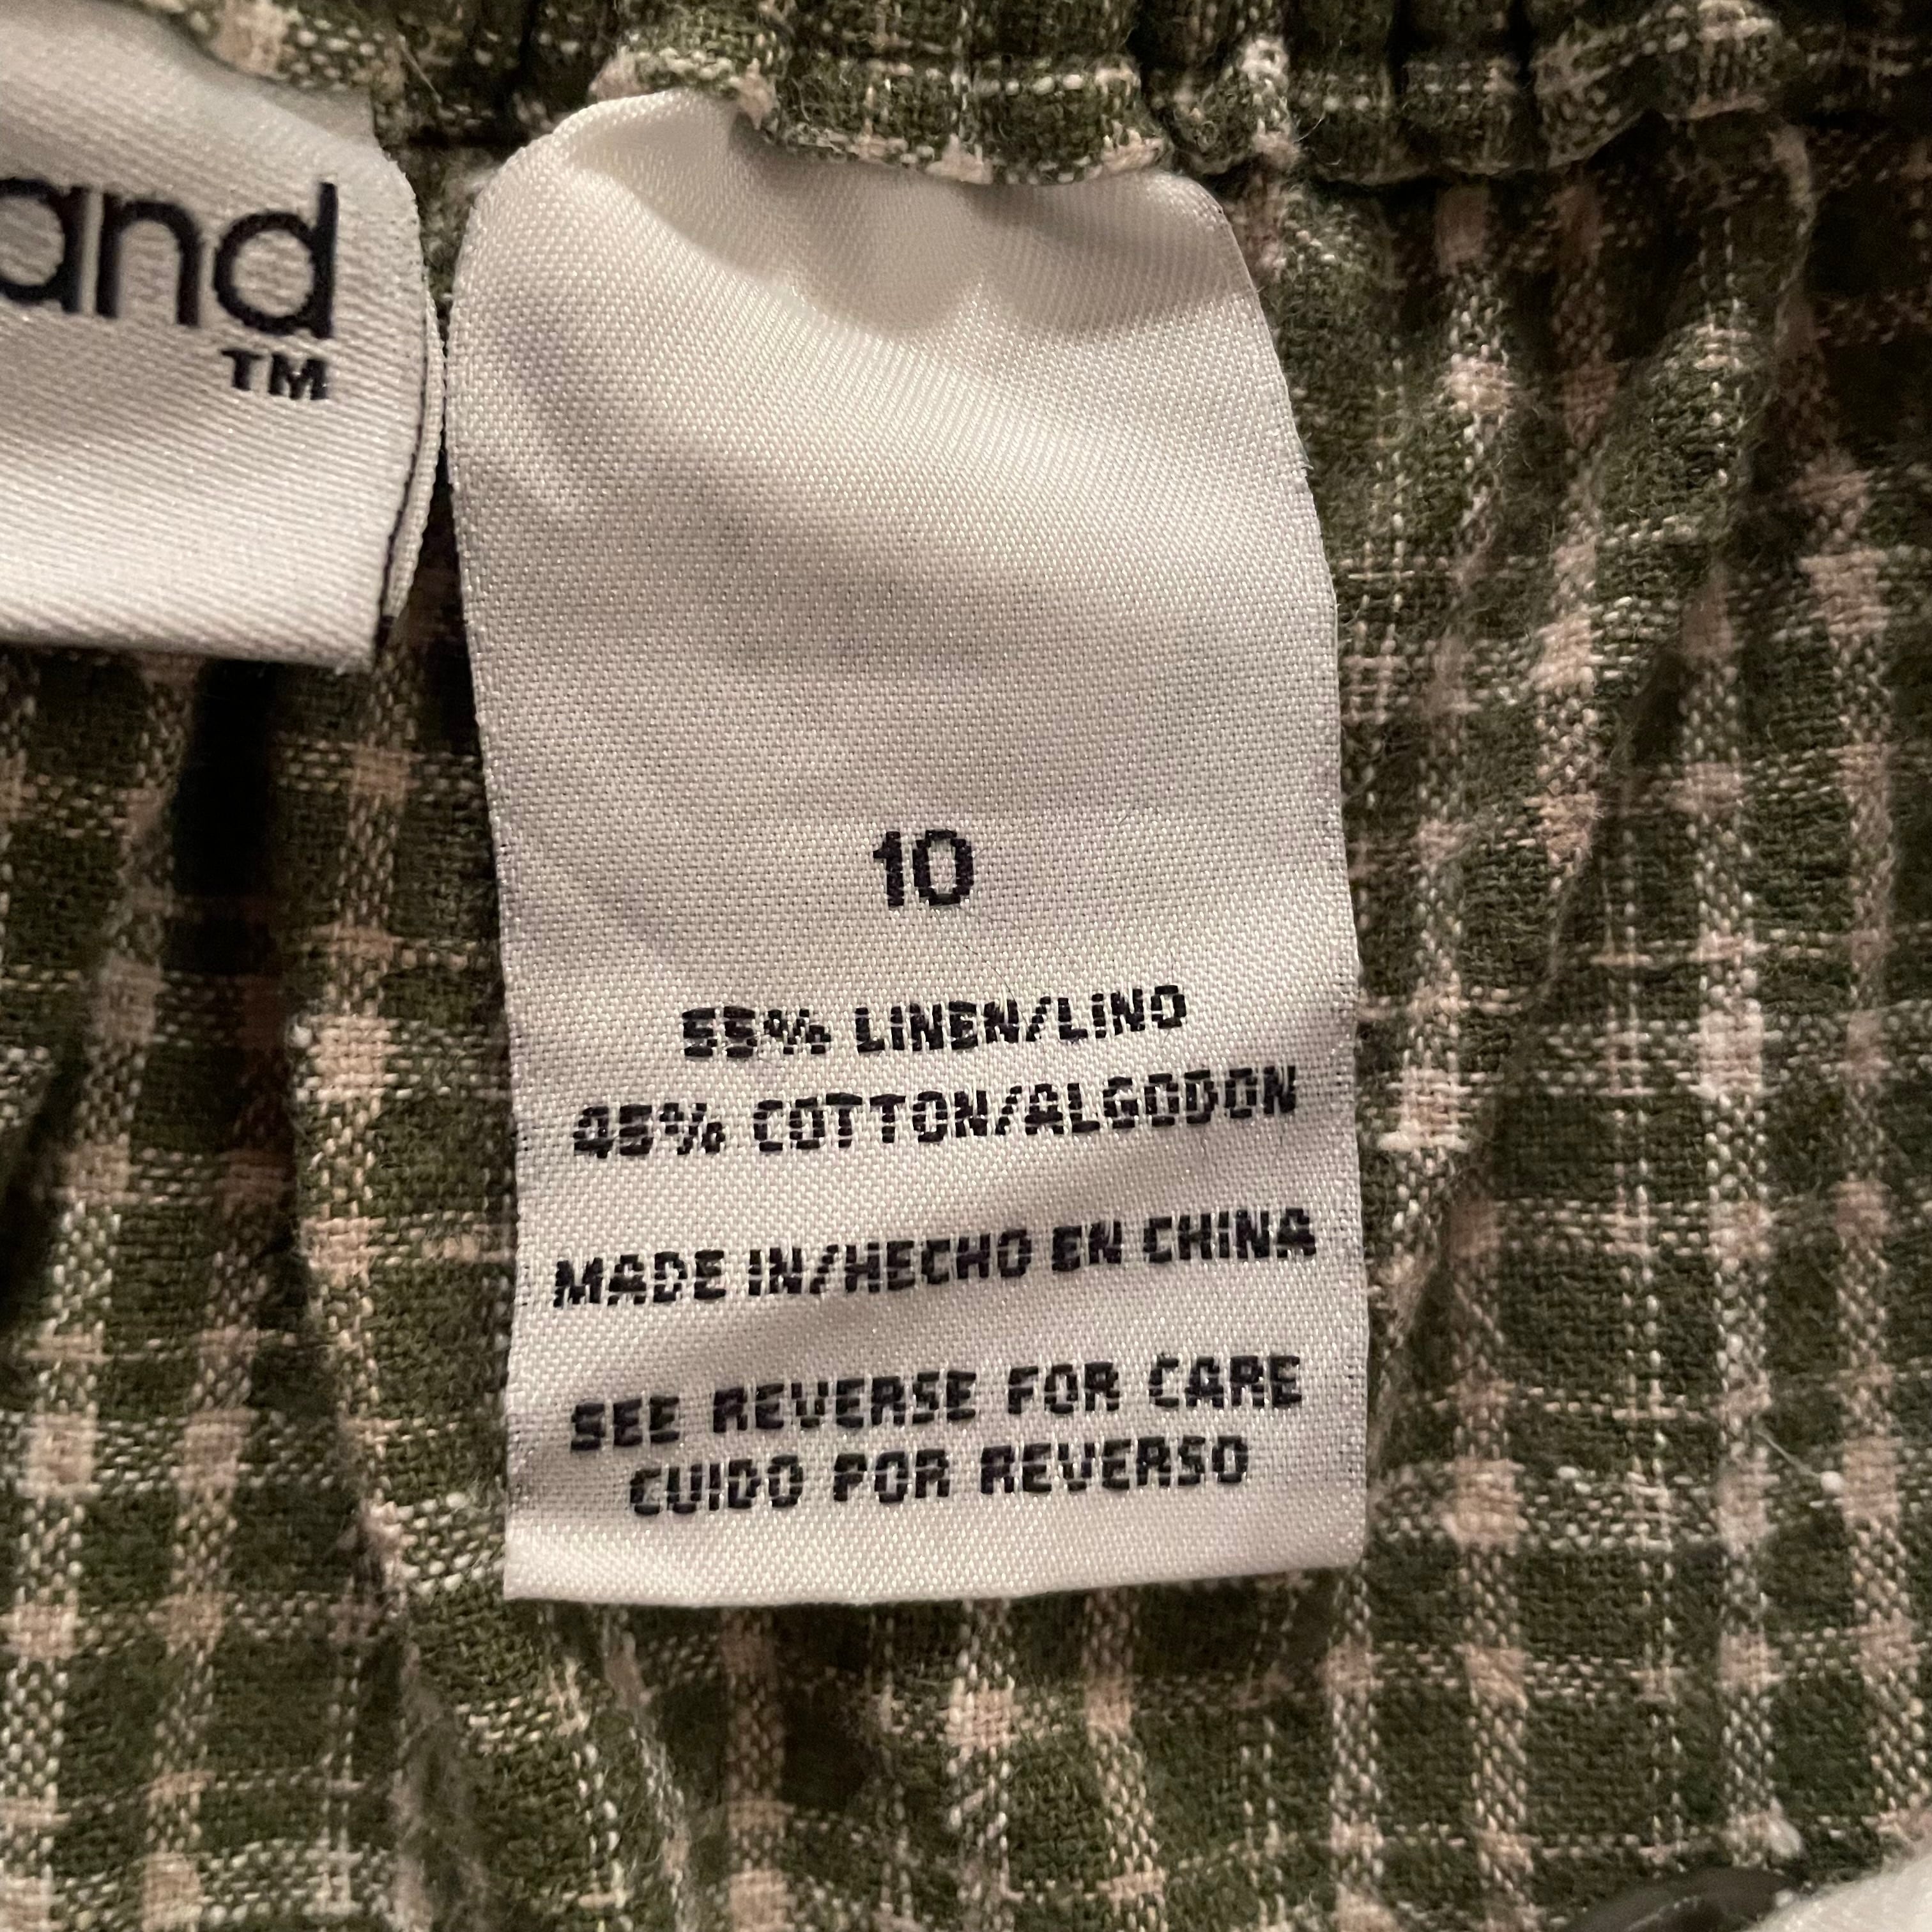 and
TM
10
55% LINEN/LINO
45% COTTON/ALGODON
MADE IN/HECHO EN CHINA
SEE REVERSE FOR CARE
CUIDO POR REVERSO